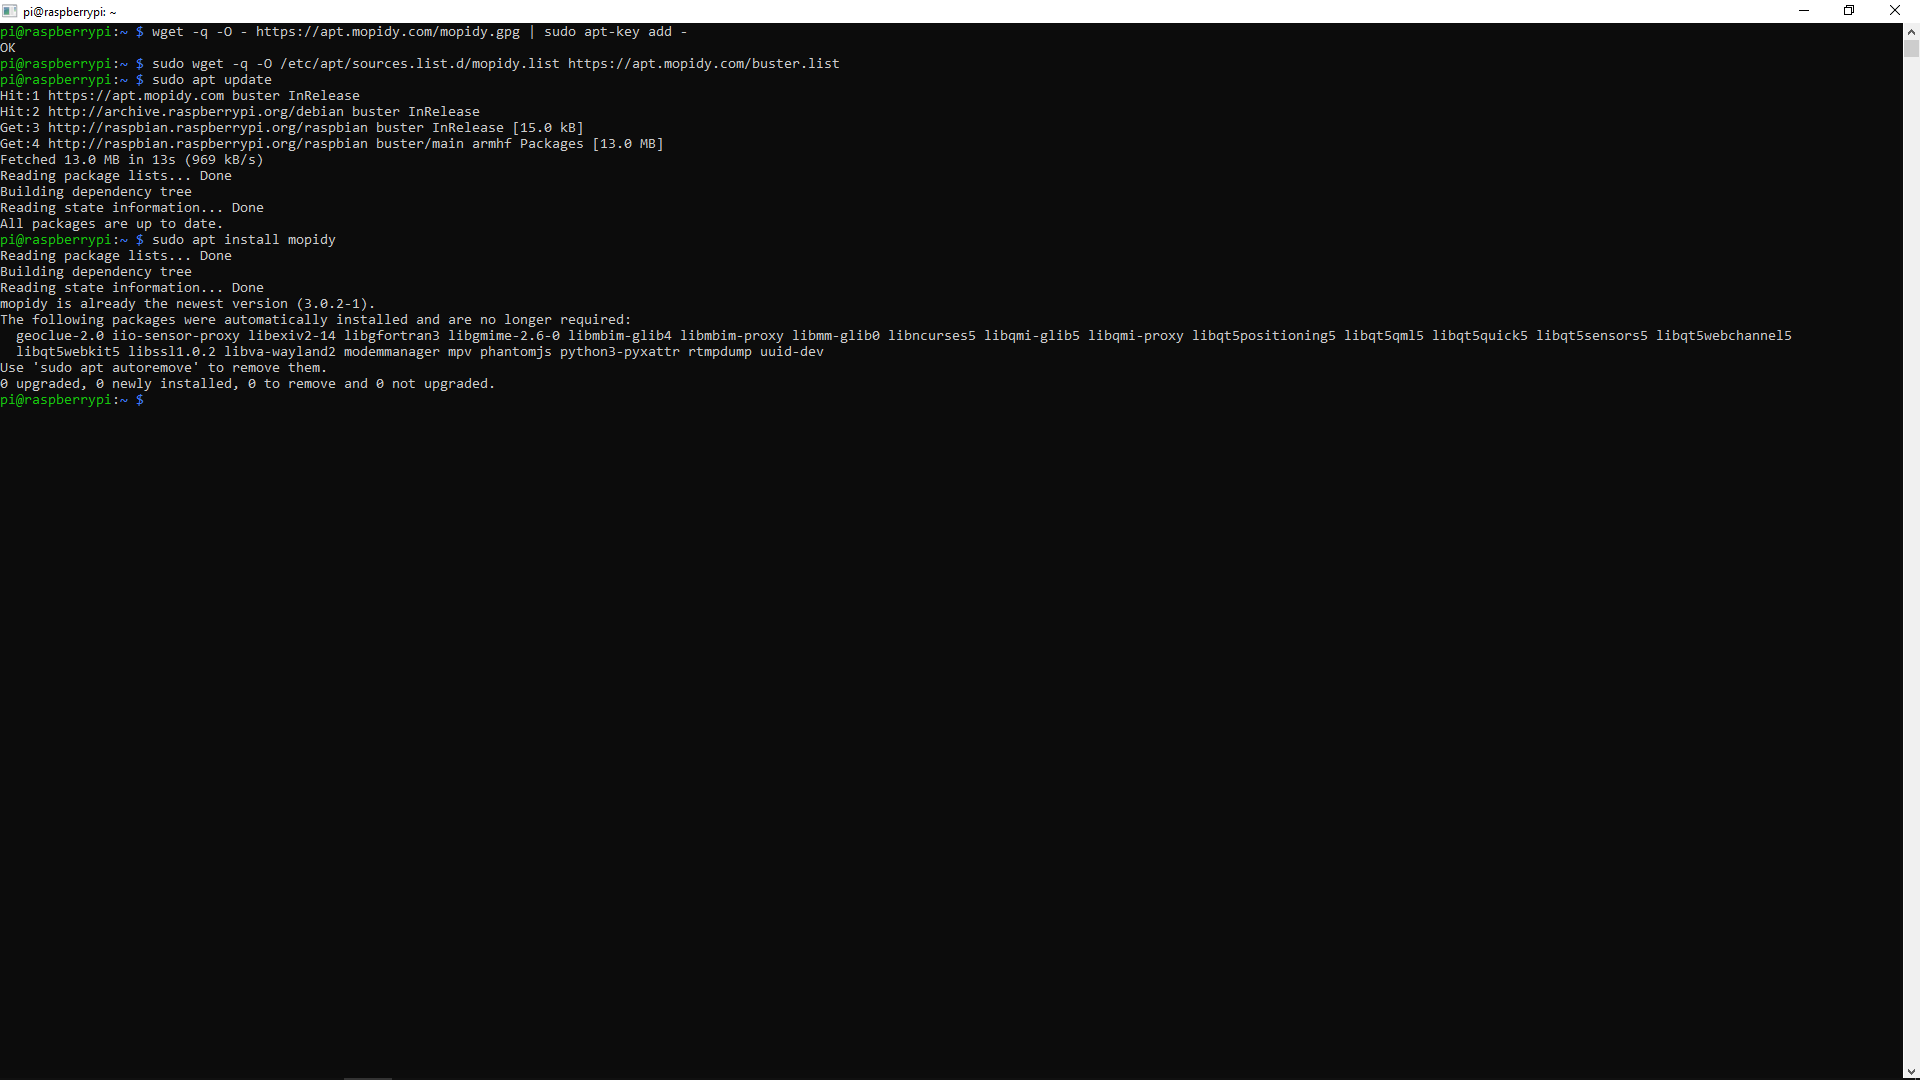 pi@raspberrypi: ~
pi@raspberrypi:~ $ wget -q -O - https://apt.mopidy.com/mopidy.gpg | sudo apt-key add -
OK
pi@raspberrypi:~ $ sudo wget -q -O /etc/apt/sources.list.d/mopidy.list https://apt.mopidy.com/buster.list
pi@raspberrypi:~ $ sudo apt update
Hit:1 https://apt.mopidy.com buster InRelease
Hit:2 http://archive.raspberrypi.org/debian buster InRelease
Get:3 http://raspbian.raspberrypi.org/raspbian buster InRelease [15.0 kB]
Get:4 http://raspbian.raspberrypi.org/raspbian buster/main armhf Packages [13.0 MB]
Fetched 13.0 MB in 13s (969 kB/s)
Reading package lists... Done
Building dependency tree
Reading state information... Done
All packages are up to date.
pi@raspberrypi:~ $ sudo apt install mopidy
Reading package lists... Done
Building dependency tree
Reading state information... Done
mopidy is already the newest version (3.0.2-1).
The following packages were automatically installed and are no longer required:
  geoclue-2.0 iio-sensor-proxy libexiv2-14 libgfortran3 libgmime-2.6-0 libmbim-glib4 libmbim-proxy libmm-glib0 libncurses5 libqmi-glib5 libqmi-proxy libqt5positioning5 libqt5qml5 libqt5quick5 libqt5sensors5 libqt5webchannel5
  libqt5webkit5 libssl1.0.2 libva-wayland2 modemmanager mpv phantomjs python3-pyxattr rtmpdump uuid-dev
Use 'sudo apt autoremove' to remove them.
0 upgraded, 0 newly installed, 0 to remove and 0 not upgraded.
pi@raspberrypi:~ $